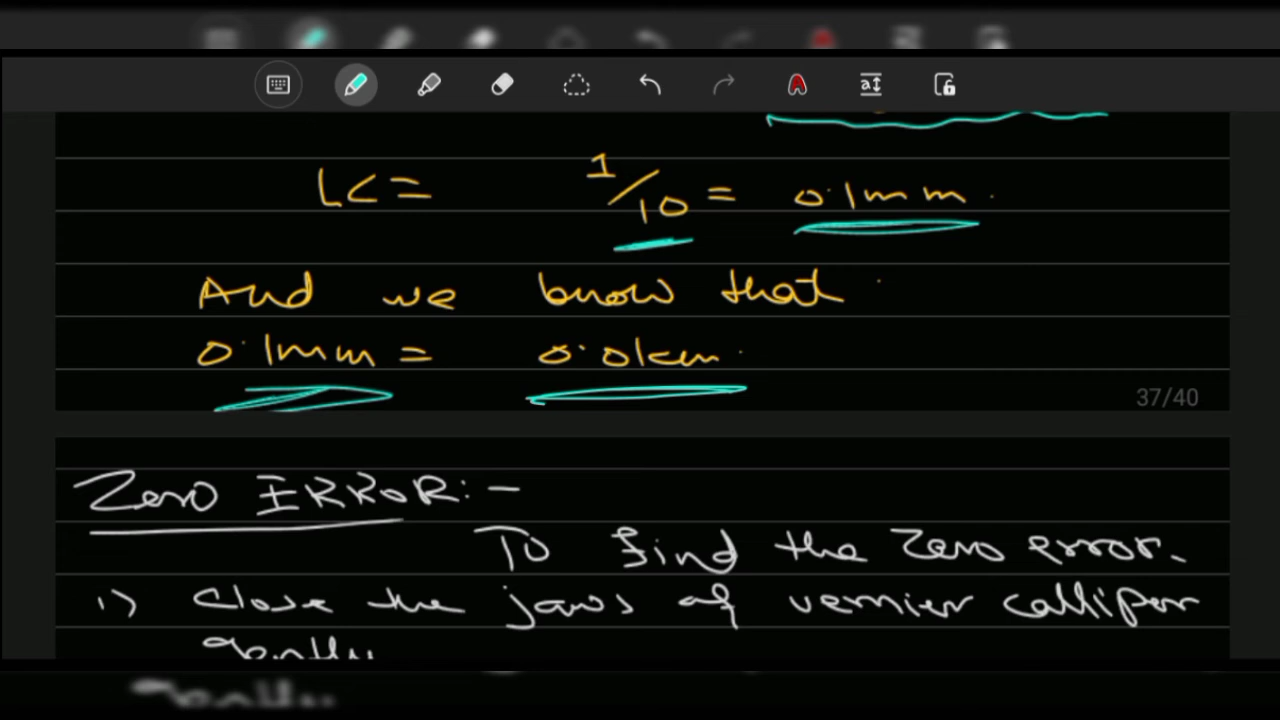 LC = 1/10 = 0.1mm.
And we know that
0.1mm = 0.01cm.
37/40
Zero ERROR:-
To find the zero error.
1) Close the jaws of vernier calliper
gently